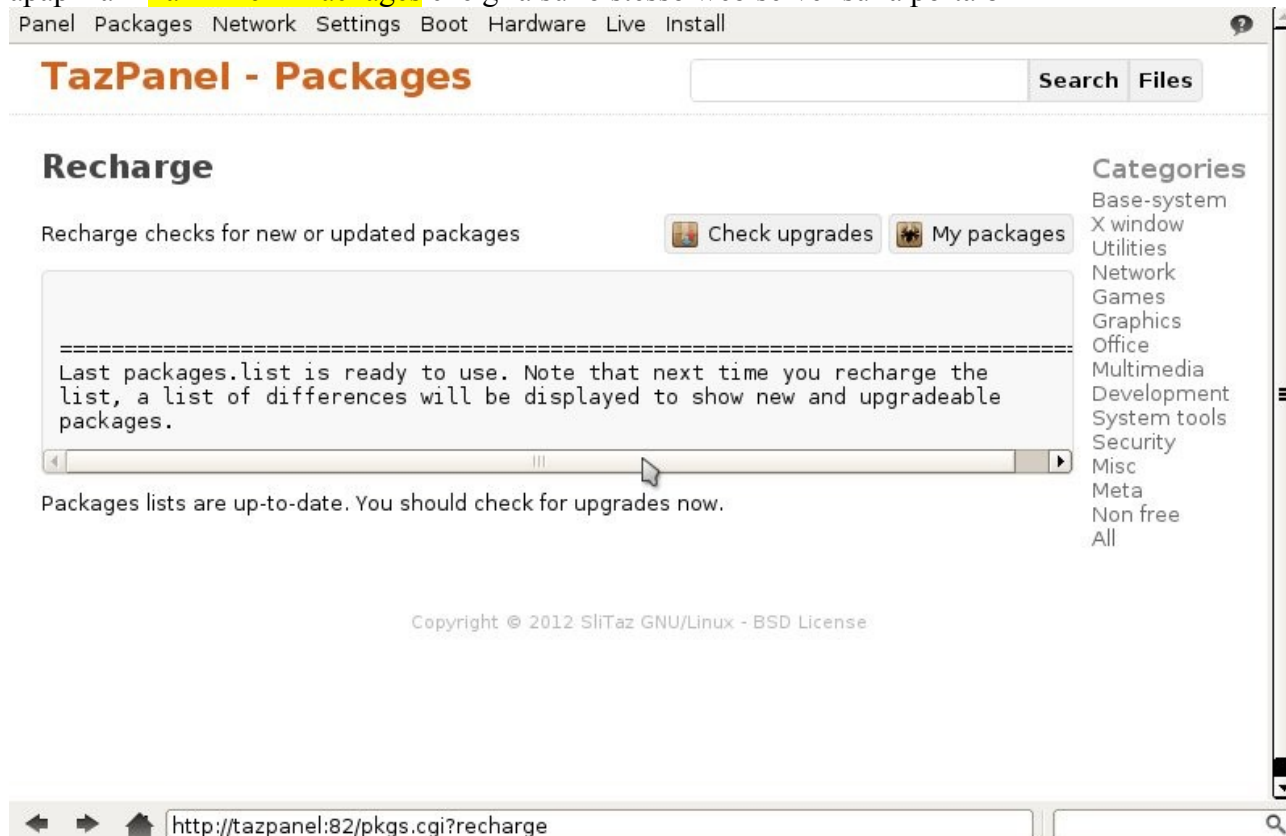 Panel Packages Network Settings Boot Hardware Live Install
TazPanel - Packages
Search Files
Recharge
Recharge checks for new or updated packages
Check upgrades
My packages
================================================================================
Last packages.list is ready to use. Note that next time you recharge the
list, a list of differences will be displayed to show new and upgradeable
packages.
Packages lists are up-to-date. You should check for upgrades now.
Categories
Base-system
X window
Utilities
Network
Games
Graphics
Office
Multimedia
Development
System tools
Security
Misc
Meta
Non free
All
Copyright © 2012 SliTaz GNU/Linux - BSD License
http://tazpanel:82/pkgs.cgi?recharge